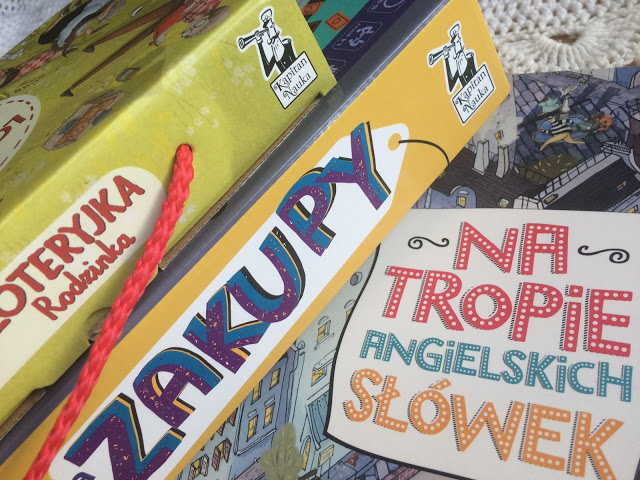 Kapitan
Nauka
LOTERYJKA
Rodzinka
Kapitan
Nauka
ZAKUPY
NA
TROPIE
ANGIELSKICH
SŁÓWEK